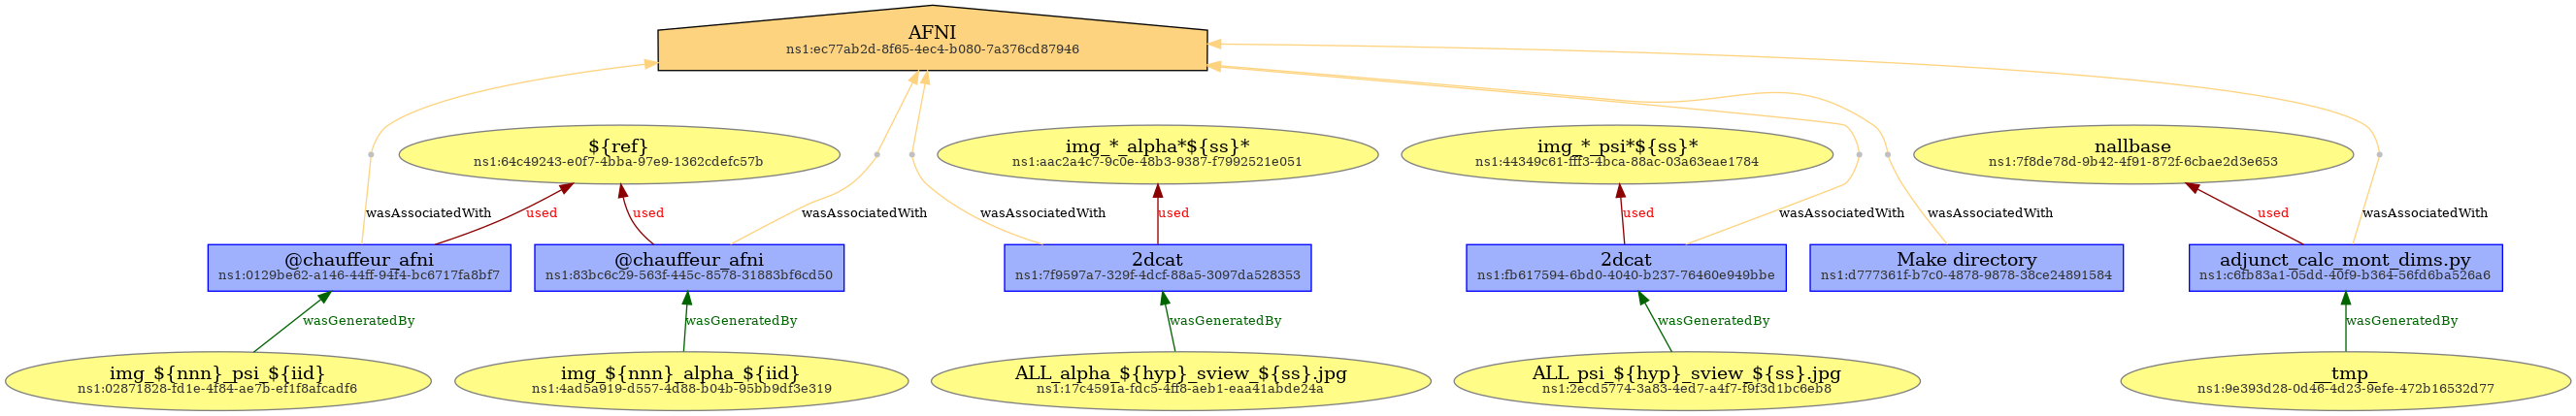 AFNI
ns1:ec77ab2d-8f65-4ec4-b080-7a376cd87946
${ref}
ns1:64c49243-e0f7-4bba-97e9-1362cdefc57b
img_*_alpha*${ss}*
ns1:aac2a4c7-9c0e-48b3-9387-f7992521e051
img_*_psi*${ss}*
ns1:44349c61-fff3-4bca-88ac-03a63eae1784
nallbase
ns1:7f8de78d-9b42-4f91-872f-6cbae2d3e653
wasAssociatedWith
used
used
wasAssociatedWith
wasAssociatedWith
used
used
wasAssociatedWith
wasAssociatedWith
used
wasAssociatedWith
@chauffeur_afni
ns1:0129be62-a146-44ff-94f4-bc6717fa8bf7
@chauffeur_afni
ns1:83bc6c29-563f-445c-8578-31883bf6cd50
2dcat
ns1:7f9597a7-329f-4dcf-88a5-3097da528353
2dcat
ns1:fb617594-6bd0-4040-b237-76460e949bbe
Make directory
ns1:d777361f-b7c0-4878-9878-38ce24891584
adjunct_calc_mont_dims.py
ns1:c6fb83a1-05dd-40f9-b364-56fd6ba526a6
wasGeneratedBy
wasGeneratedBy
wasGeneratedBy
wasGeneratedBy
wasGeneratedBy
img_${nnn}_psi_${iid}
ns1:02871828-fd1e-4f84-ae7b-ef1f8afcadf6
img_${nnn}_alpha_${iid}
ns1:4ad5a919-d557-4d88-b04b-95bb9df3e319
ALL_alpha_${hyp}_sview_${ss}.jpg
ns1:17c4591a-fdc5-4ff8-aeb1-eaa41abde24a
ALL_psi_${hyp}_sview_${ss}.jpg
ns1:2ecd5774-3a83-4ed7-a4f7-f9f3d1bc6eb8
__tmp_
ns1:9e393d28-0d46-4d23-9efe-472b16532d77